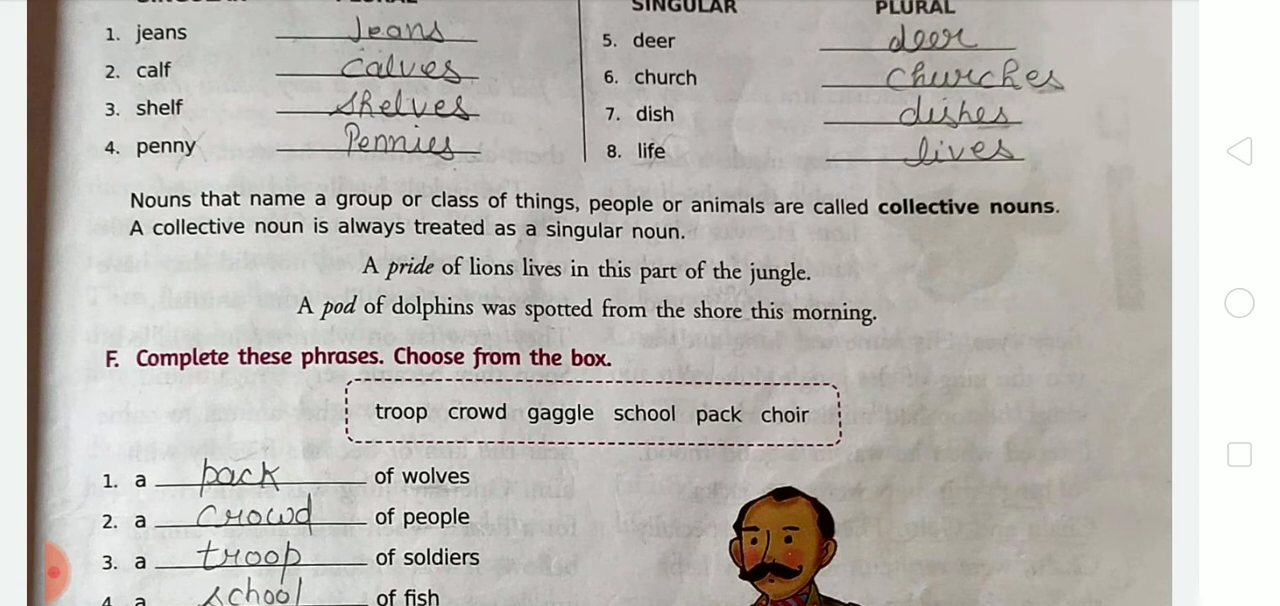 SINGULAR PLURAL
1. jeans Jeans 5. deer deer
2. calf calves 6. church churches
3. shelf shelves 7. dish dishes
4. penny Pennies 8. life lives
Nouns that name a group or class of things, people or animals are called collective nouns.
A collective noun is always treated as a singular noun.
A pride of lions lives in this part of the jungle.
A pod of dolphins was spotted from the shore this morning.
F. Complete these phrases. Choose from the box.
troop crowd gaggle school pack choir
1. a pack of wolves
2. a crowd of people
3. a troop of soldiers
4. a school of fish